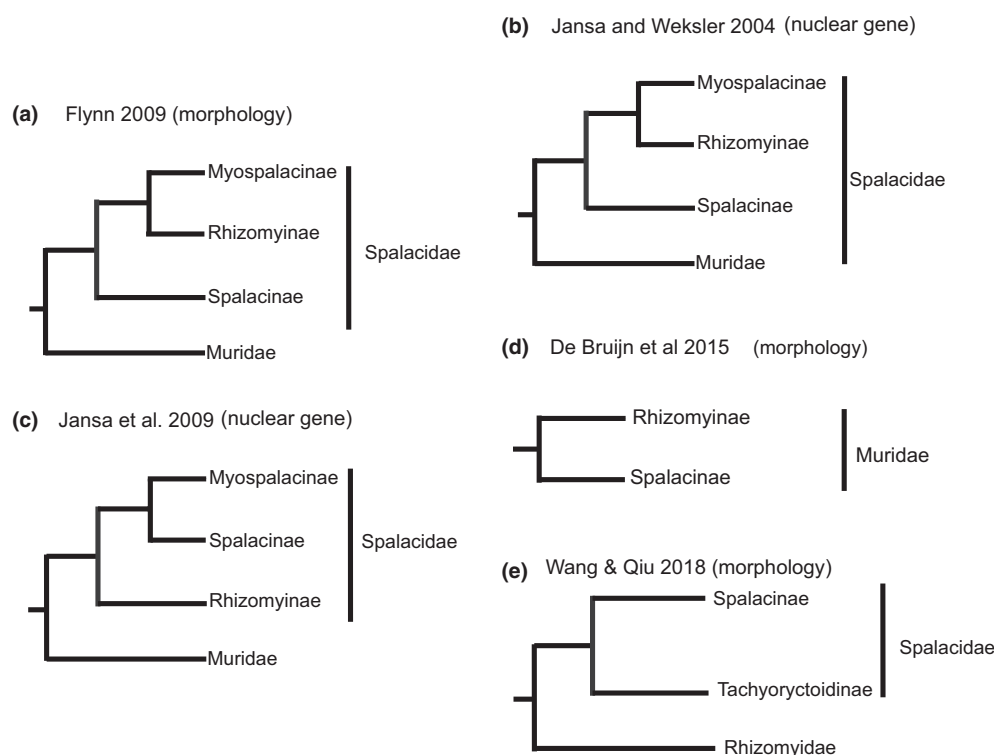 (a) Flynn 2009 (morphology)
Myospalacinae
Rhizomyinae
Spalacinae
Muridae
Spalacidae
(b) Jansa and Weksler 2004 (nuclear gene)
Myospalacinae
Rhizomyinae
Spalacinae
Muridae
Spalacidae
(c) Jansa et al. 2009 (nuclear gene)
Myospalacinae
Spalacinae
Rhizomyinae
Muridae
Spalacidae
(d) De Bruijn et al 2015 (morphology)
Rhizomyinae
Spalacinae
Muridae
(e) Wang & Qiu 2018 (morphology)
Spalacinae
Tachyoryctoidinae
Rhizomyidae
Spalacidae